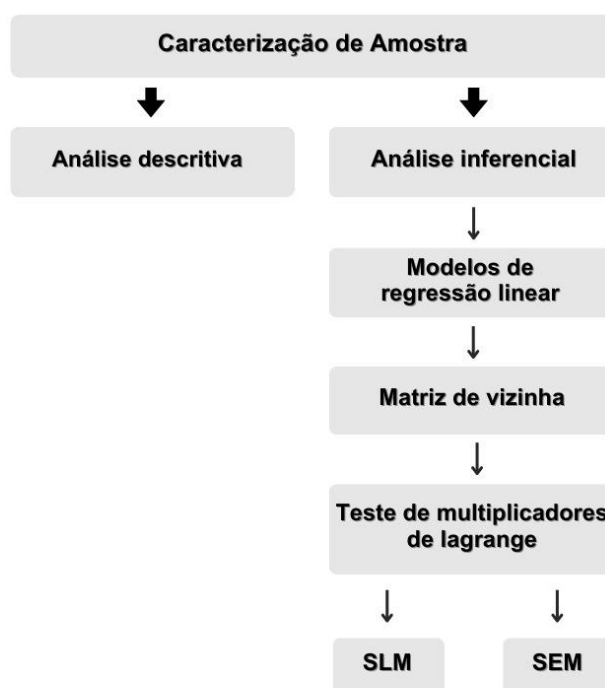 Caracterização de Amostra
Análise descritiva
Análise inferencial
Modelos de
regressão linear
Matriz de vizinha
Teste de multiplicadores
de lagrange
SLM
SEM